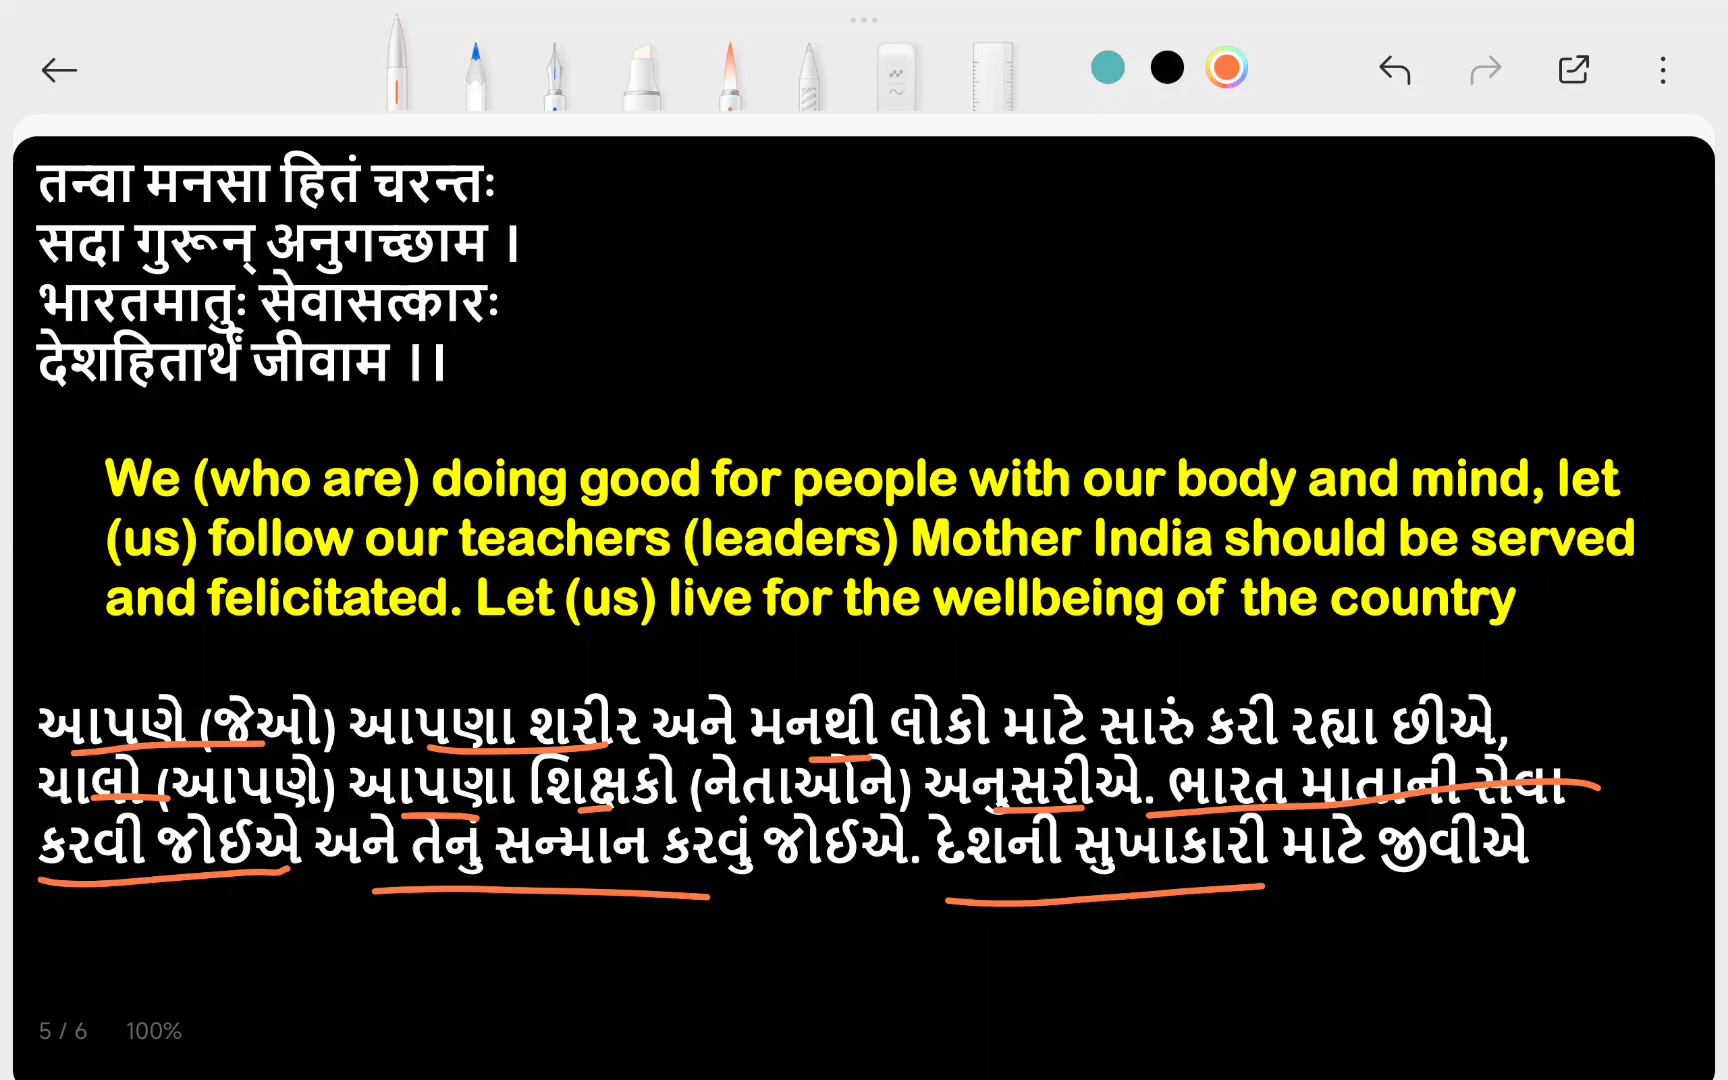 तन्वा मनसा हितं चरन्तः
सदा गुरून् अनुगच्छाम ।
भारतमातुः सेवासत्कारः
देशहितार्थं जीवाम ।।
We (who are) doing good for people with our body and mind, let
(us) follow our teachers (leaders) Mother India should be served
and felicitated. Let (us) live for the wellbeing of the country
આપણે (જેઓ) આપણા શરીર અને મનથી લોકો માટે સારું કરી રહ્યા છીએ,
ચાલો (આપણે) આપણા શિક્ષકો (નેતાઓને) અનુસરીએ. ભારત માતાની સેવા
કરવી જોઈએ અને તેનું સન્માન કરવું જોઈએ. દેશની સુખાકારી માટે જીવીએ
5 / 6 100%